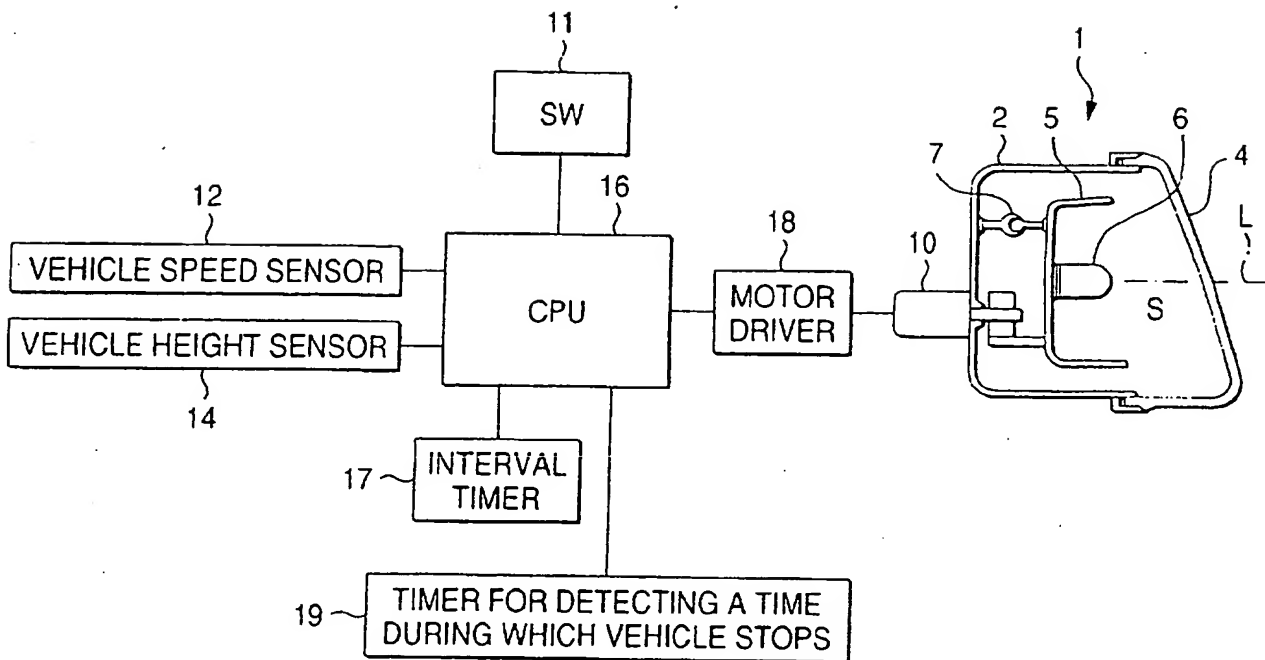 11
SW
1
2
5
6
4
7
16
12
18
L
VEHICLE SPEED SENSOR
10
CPU
MOTOR
DRIVER
S
VEHICLE HEIGHT SENSOR
14
17
INTERVAL
TIMER
19
TIMER FOR DETECTING A TIME
DURING WHICH VEHICLE STOPS